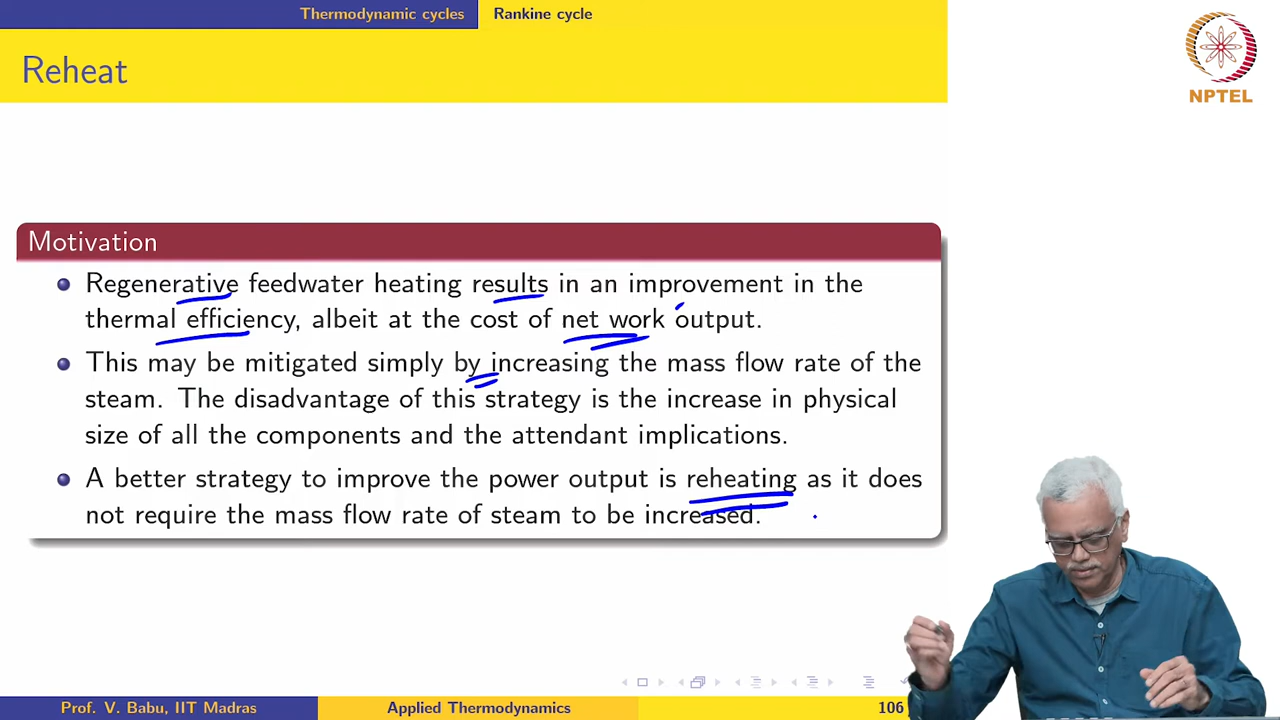 Thermodynamic cycles Rankine cycle
Reheat
NPTEL
Motivation
Regenerative feedwater heating results in an improvement in the
thermal efficiency, albeit at the cost of net work output.
This may be mitigated simply by increasing the mass flow rate of the
steam. The disadvantage of this strategy is the increase in physical
size of all the components and the attendant implications.
A better strategy to improve the power output is reheating as it does
not require the mass flow rate of steam to be increased.
Prof. V. Babu, IIT Madras Applied Thermodynamics 106